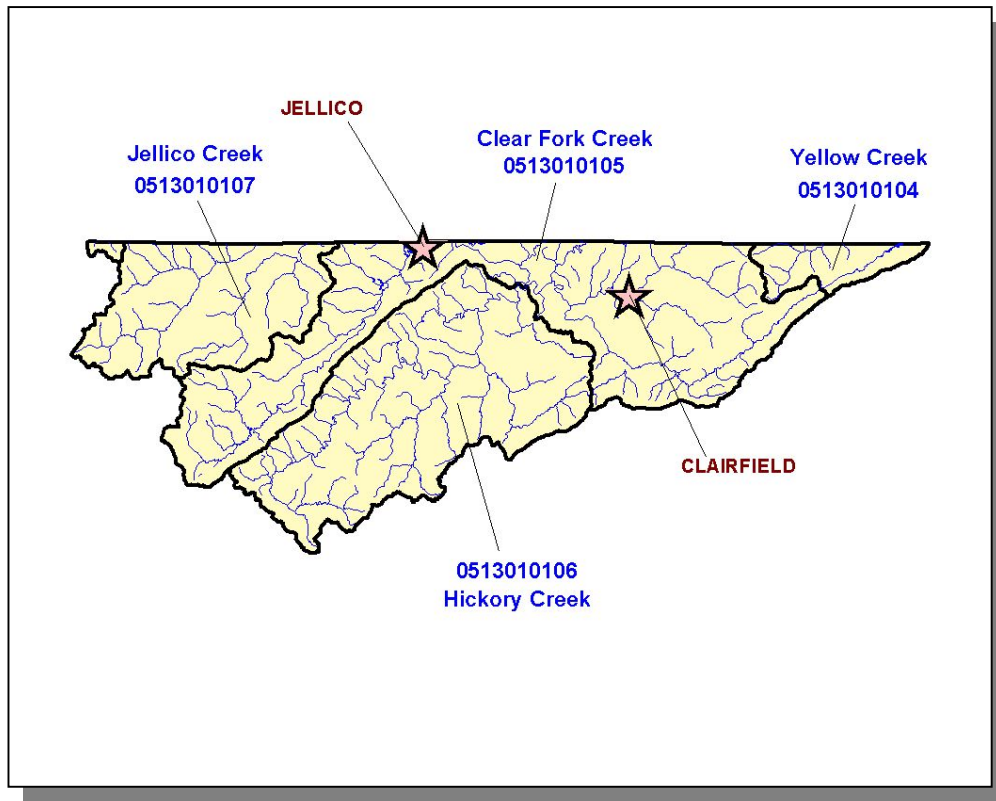 JELLICO
Clear Fork Creek
0513010105
Jellico Creek
0513010107
Yellow Creek
0513010104
CLAIRFIELD
0513010106
Hickory Creek